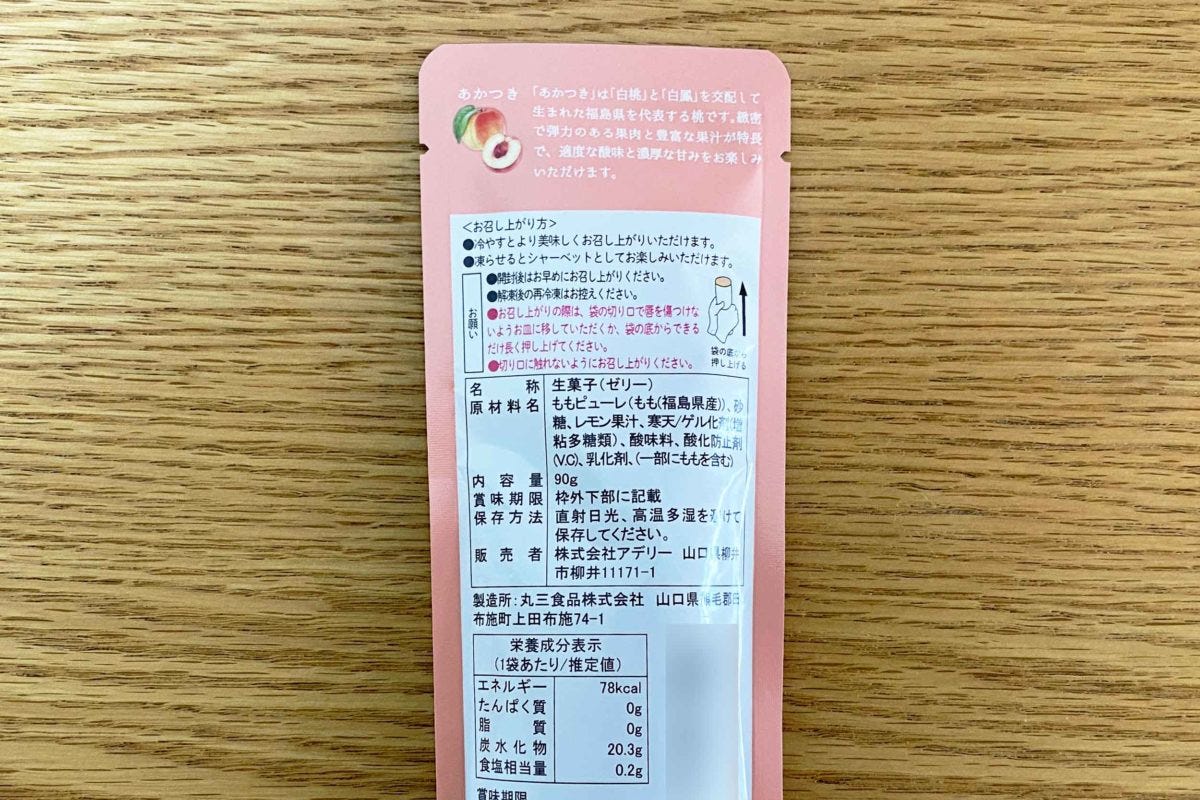 あかつき
「あかつき」は「白桃」と「白鳳」を交配して
生まれた福島県を代表する桃です。緻密
で弾力のある果肉と豊富な果汁が特長
で、適度な酸味と濃厚な甘みをお楽しみ
いただけます。
＜お召し上がり方＞
●冷やすとより美味しくお召し上がりいただけます。
●凍らせるとシャーベットとしてお楽しみいただけます。
お願い
●開封後はお早めにお召し上がりください。
●解凍後の再冷凍はお控えください。
●お召し上がりの際は、袋の切り口で唇を傷つけな
いようお皿に移していただくか、袋の底からできる
だけ長く押し上げてください。
●切り口に触れないようにお召し上がりください。
袋の底から
押し上げる
名称 生菓子(ゼリー)
原材料名 ももピューレ(もも(福島県産))、砂
糖、レモン果汁、寒天/ゲル化剤(増
粘多糖類)、酸味料、酸化防止剤
(V.C)、乳化剤、(一部にももを含む)
内容量 90g
賞味期限 枠外下部に記載
保存方法 直射日光、高温多湿を避けて
保存してください。
販売者 株式会社アデリー 山口県柳井
市柳井11171-1
製造所:丸三食品株式会社 山口県熊毛郡田
布施町上田布施74-1
栄養成分表示
(1袋あたり/推定値)
エネルギー 78kcal
たんぱく質 0g
脂質 0g
炭水化物 20.3g
食塩相当量 0.2g
賞味期限